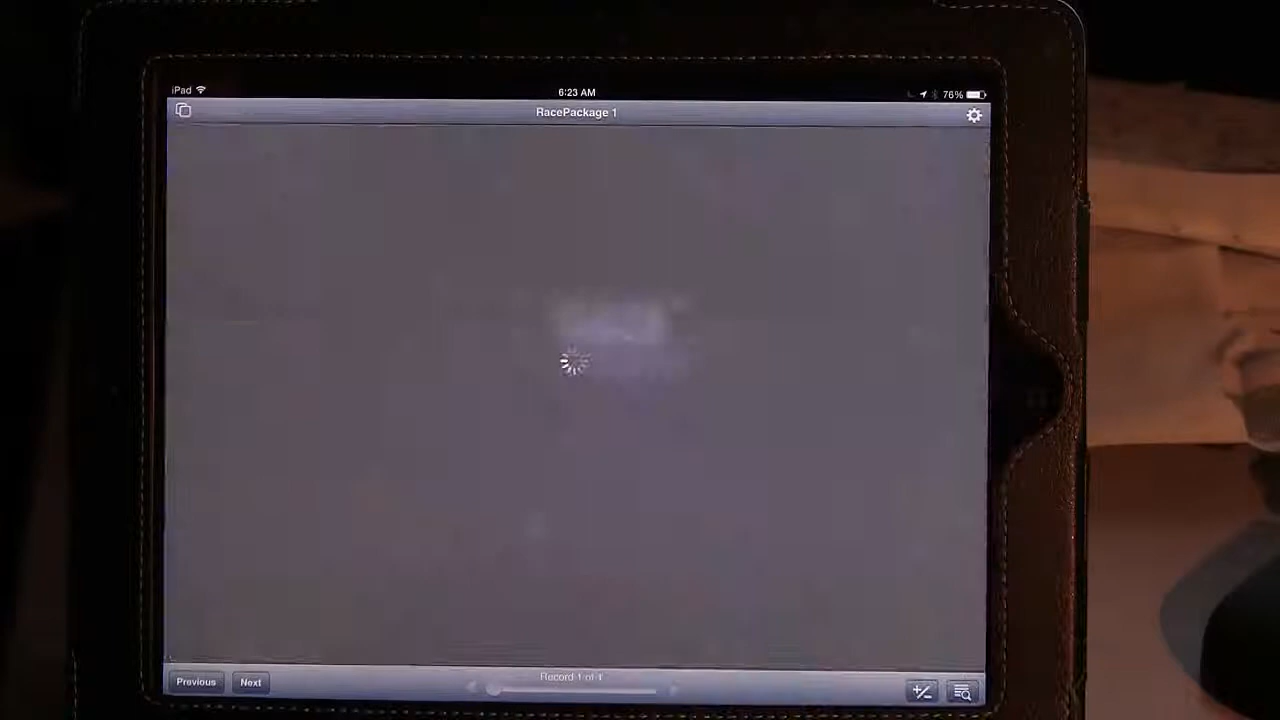 iPad
6:23 AM
76%
RacePackage 1
Previous
Next
Record 1 of 1